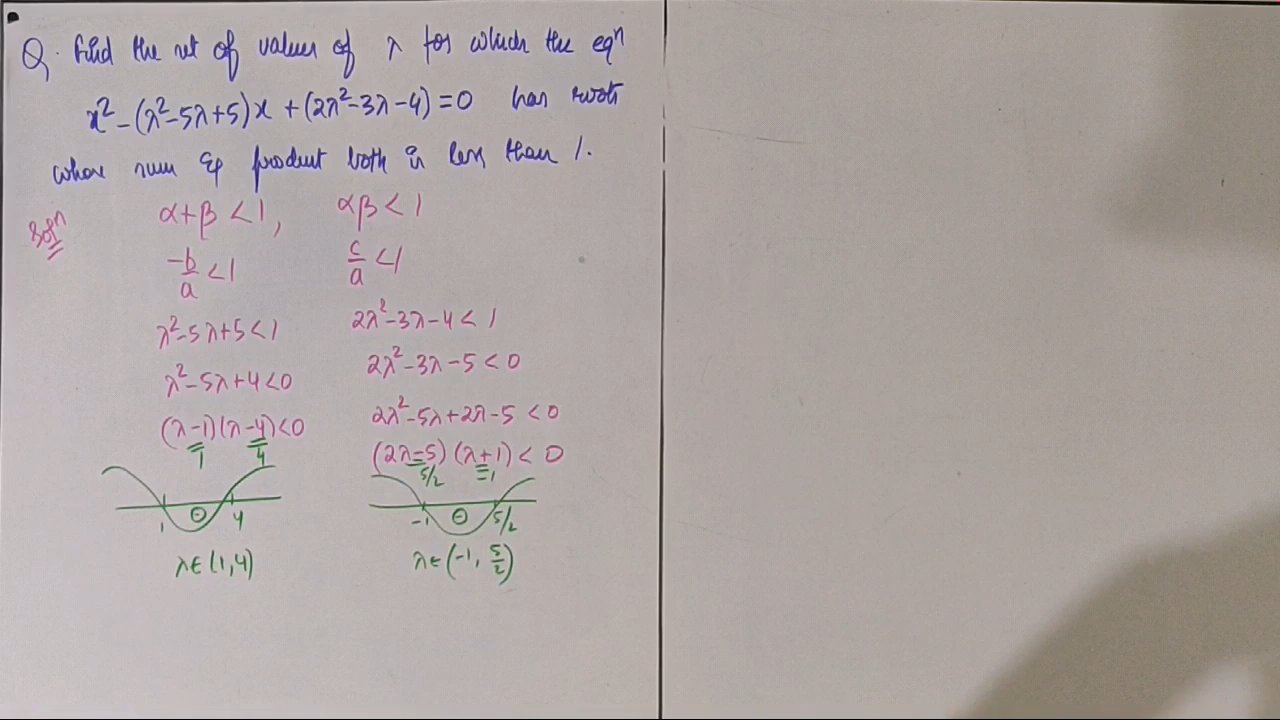 Q. Find the set of values of λ for which the eqⁿ
x²-(λ²-5λ+5)x+(2λ²-3λ-4)=0 has roots
whose sum & product both is less than 1.
Solⁿ
α+β<1, αβ<1
-b/a<1 c/a<1
λ²-5λ+5<1 2λ²-3λ-4<1
λ²-5λ+4<0 2λ²-3λ-5<0
(λ-1)(λ-4)<0 2λ²-5λ+2λ-5<0
1 4 (2λ-5)(λ+1)<0
5/2 -1
1 ⊖ 4 -1 ⊖ 5/2
λ∈(1,4) λ∈(-1, 5/2)